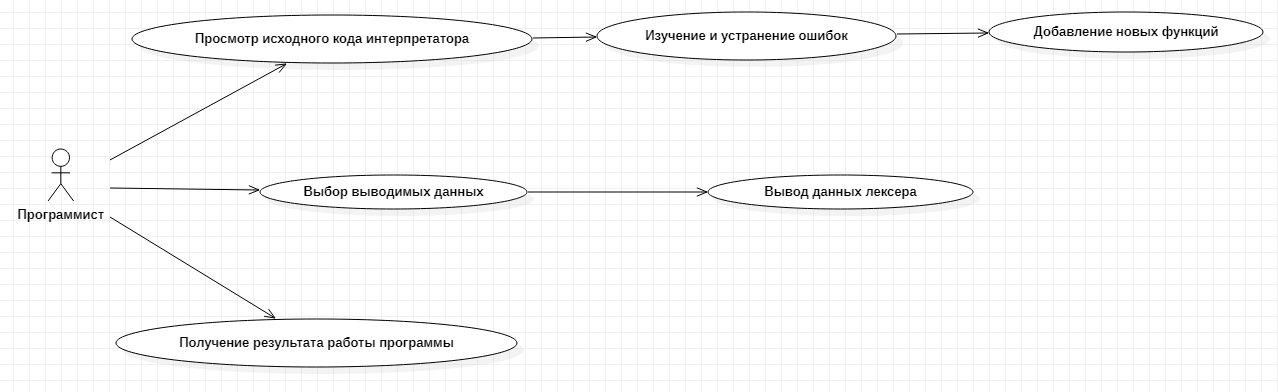 Просмотр исходного кода интерпретатора
Изучение и устранение ошибок
Добавление новых функций
Программист
Выбор выводимых данных
Вывод данных лексера
Получение результата работы программы